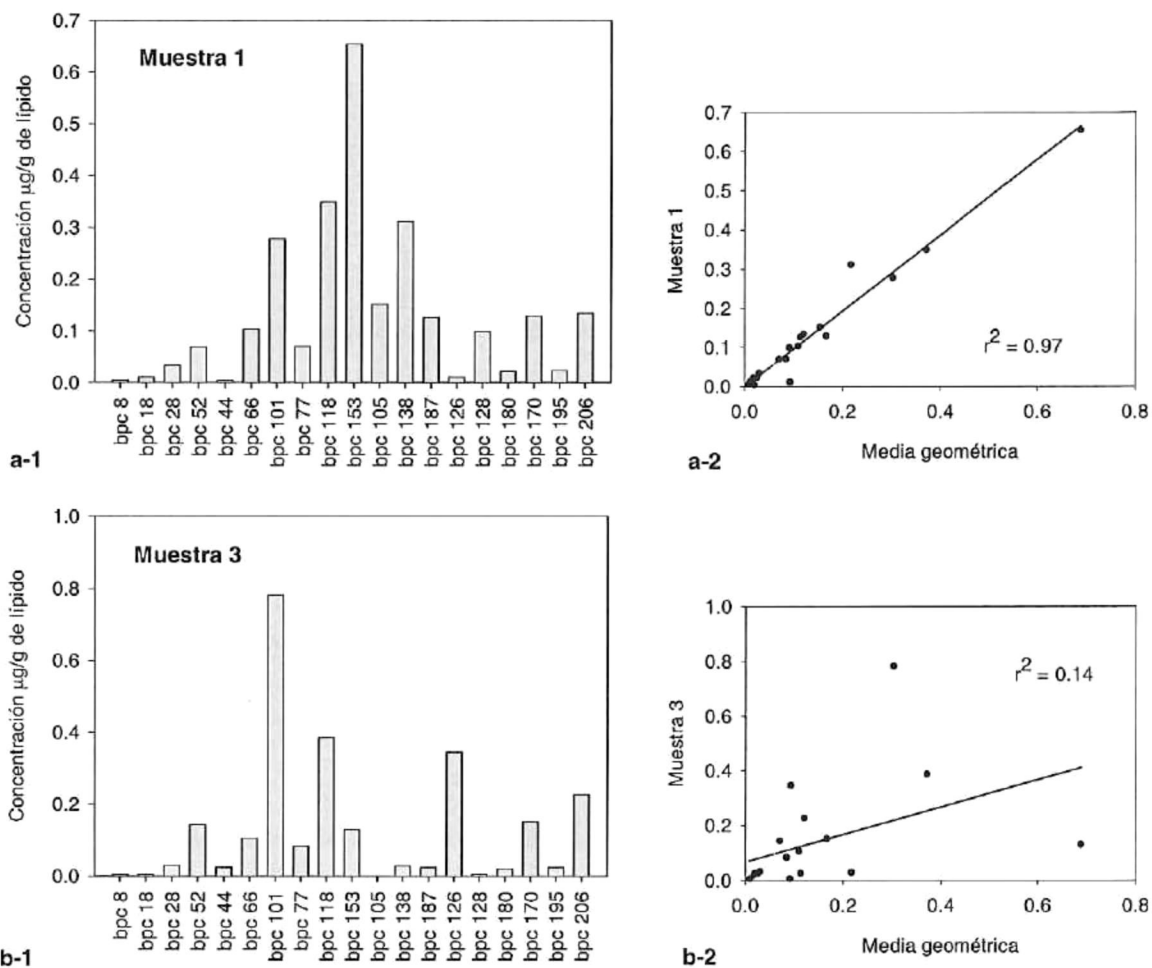 0.7
0.6
0.5
0.4
0.3
0.2
0.1
0.0
Concentración µg/g de lípido
Muestra 1
bpc 8
bpc 18
bpc 28
bpc 52
bpc 44
bpc 66
bpc 101
bpc 77
bpc 118
bpc 153
bpc 105
bpc 138
bpc 187
bpc 126
bpc 128
bpc 180
bpc 170
bpc 195
bpc 206
a-1
0.7
0.6
0.5
0.4
0.3
0.2
0.1
0.0
Muestra 1
r² = 0.97
0.0 0.2 0.4 0.6 0.8
Media geométrica
a-2
1.0
0.8
0.6
0.4
0.2
0.0
Concentración µg/g de lípido
Muestra 3
bpc 8
bpc 18
bpc 28
bpc 52
bpc 44
bpc 66
bpc 101
bpc 77
bpc 118
bpc 153
bpc 105
bpc 138
bpc 187
bpc 126
bpc 128
bpc 180
bpc 170
bpc 195
bpc 206
b-1
1.0
0.8
0.6
0.4
0.2
0.0
Muestra 3
r² = 0.14
0.0 0.2 0.4 0.6 0.8
Media geométrica
b-2